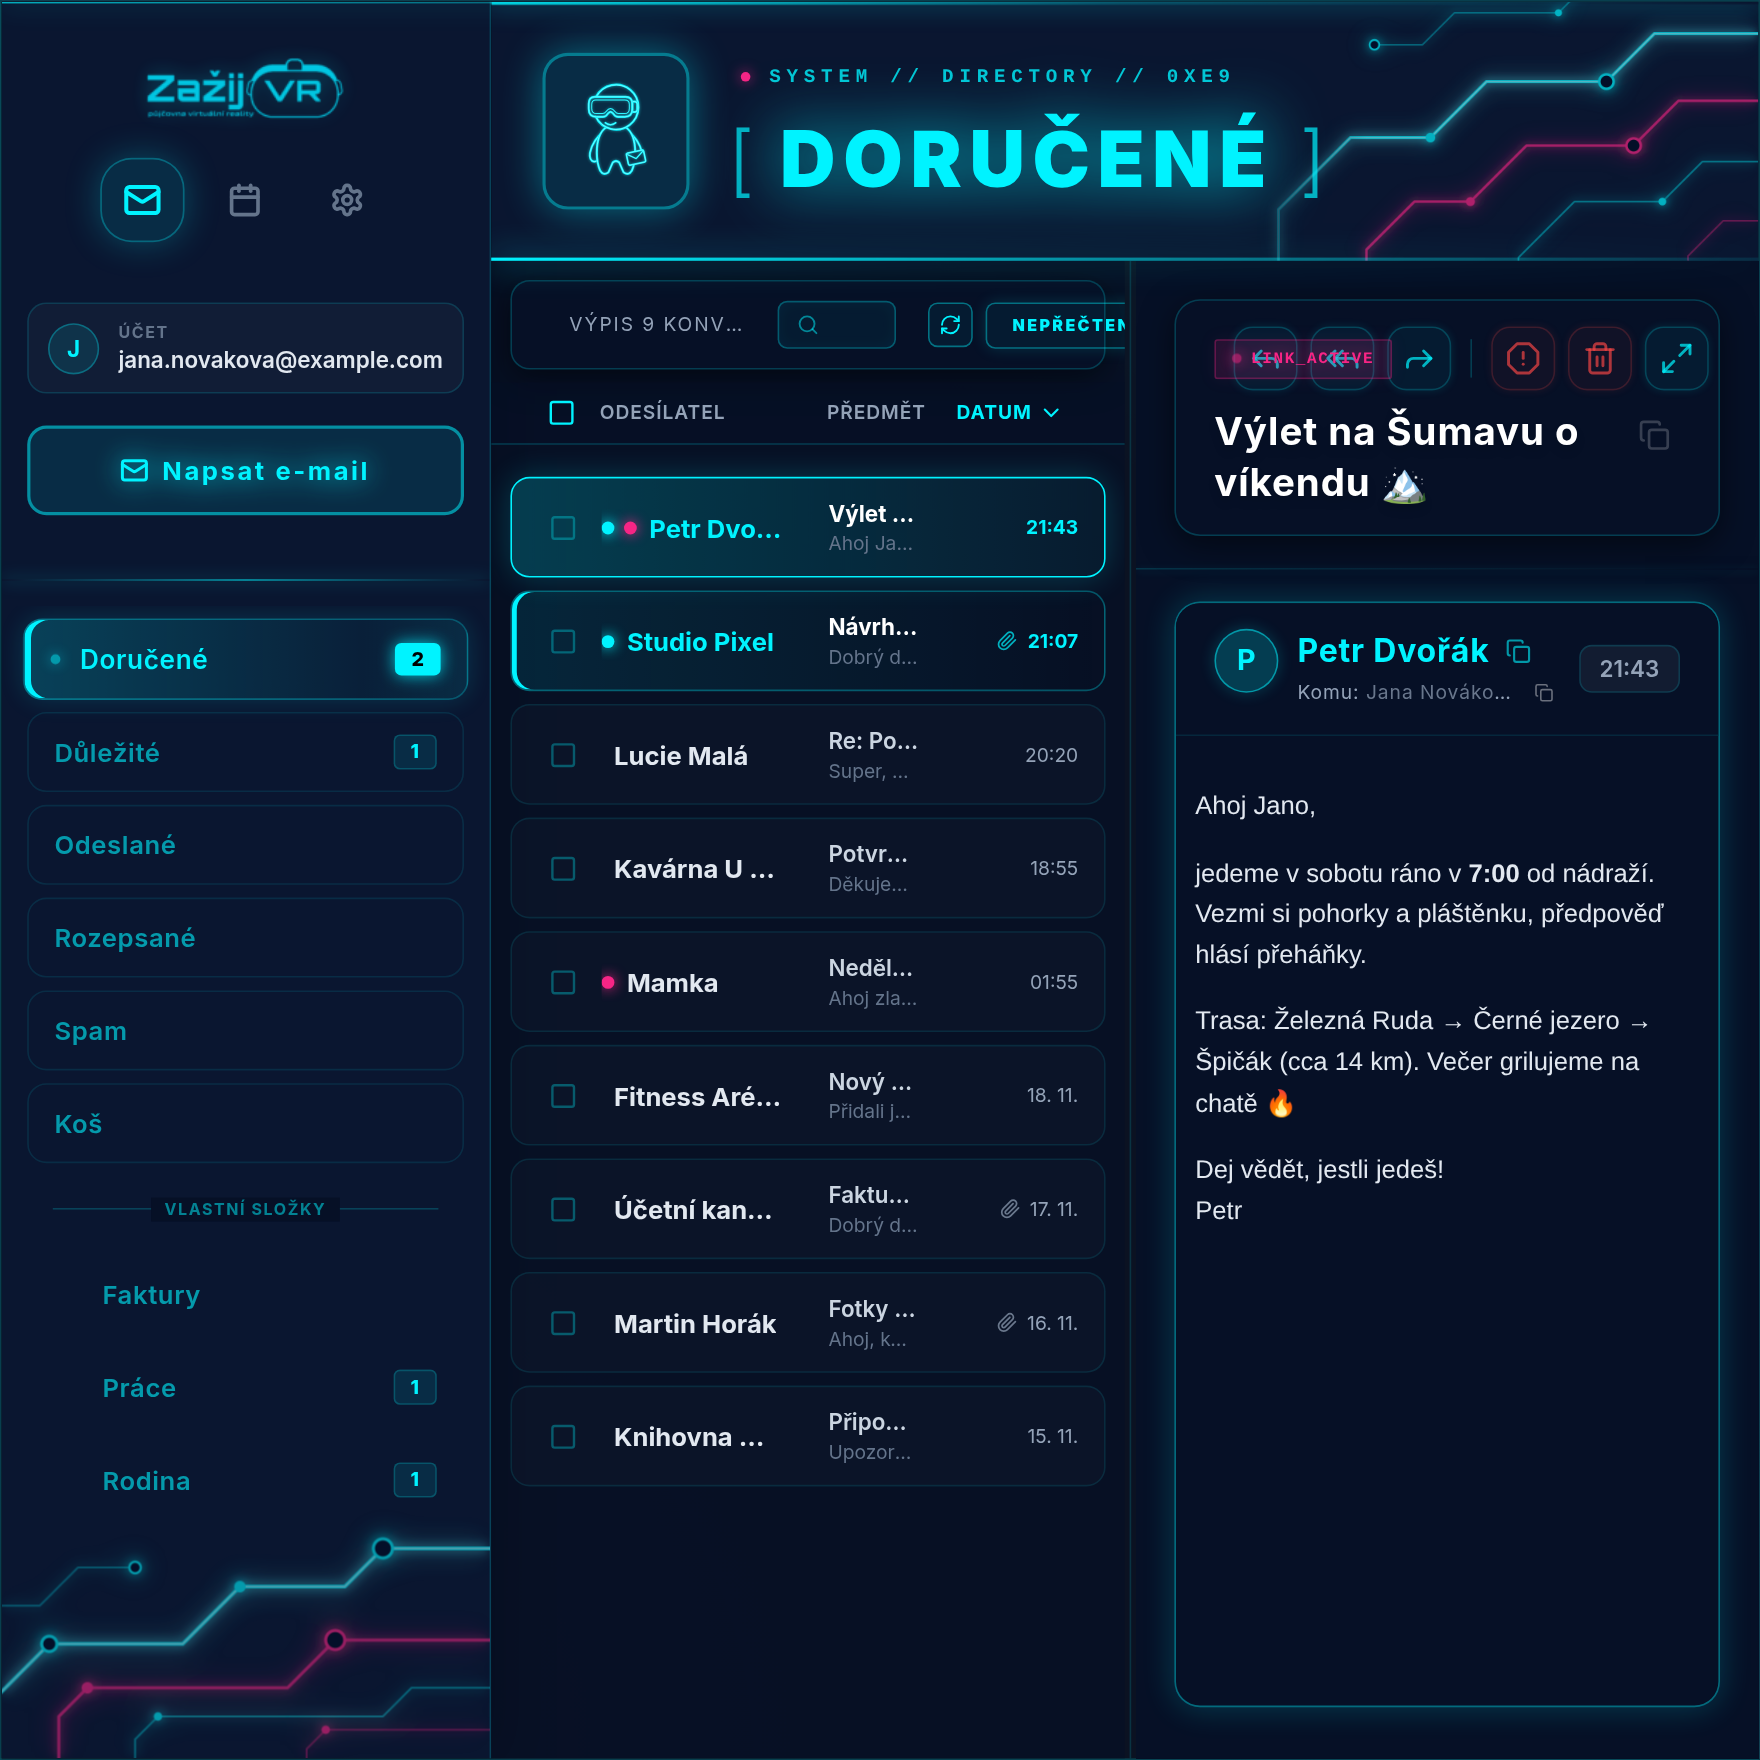 Zažij VR
půjčovna virtuální reality
ÚČET
J
jana.novakova@example.com
Napsat e-mail
Doručené 2
Důležité 1
Odeslané
Rozepsané
Spam
Koš
VLASTNÍ SLOŽKY
Faktury
Práce 1
Rodina 1
SYSTEM // DIRECTORY // 0XE9
[ DORUČENÉ ]
VÝPIS 9 KONV...
NEPŘEČTEN
ODESÍLATEL PŘEDMĚT DATUM
Petr Dvo... Výlet ... 21:43
Ahoj Ja...
Studio Pixel Návrh... 21:07
Dobrý d...
Lucie Malá Re: Po... 20:20
Super, ...
Kavárna U ... Potvr... 18:55
Děkuje...
Mamka Neděl... 01:55
Ahoj zla...
Fitness Aré... Nový ... 18. 11.
Přidali j...
Účetní kan... Faktu... 17. 11.
Dobrý d...
Martin Horák Fotky ... 16. 11.
Ahoj, k...
Knihovna ... Připo... 15. 11.
Upozor...
LINK_ACTIVE
Výlet na Šumavu o
víkendu 🏔️
P
Petr Dvořák
21:43
Komu: Jana Nováko...
Ahoj Jano,
jedeme v sobotu ráno v 7:00 od nádraží.
Vezmi si pohorky a pláštěnku, předpověď
hlásí přeháňky.
Trasa: Železná Ruda → Černé jezero →
Špičák (cca 14 km). Večer grilujeme na
chatě 🔥
Dej vědět, jestli jedeš!
Petr